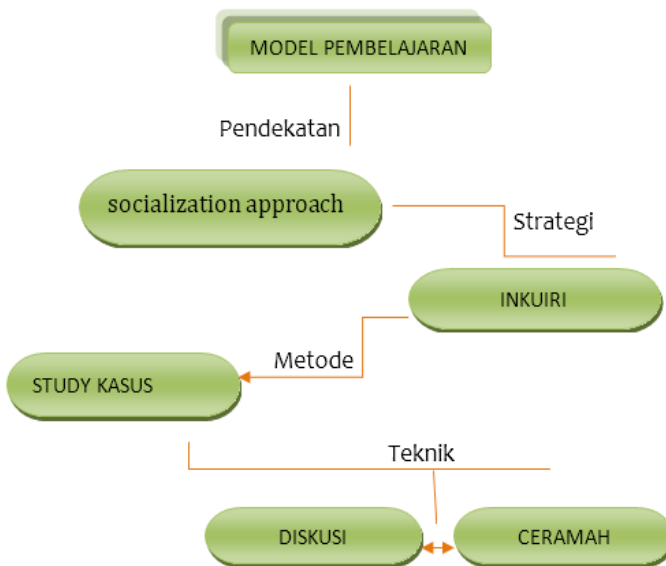 MODEL PEMBELAJARAN
Pendekatan
socialization approach
Strategi
INKUIRI
Metode
STUDY KASUS
Teknik
DISKUSI
CERAMAH